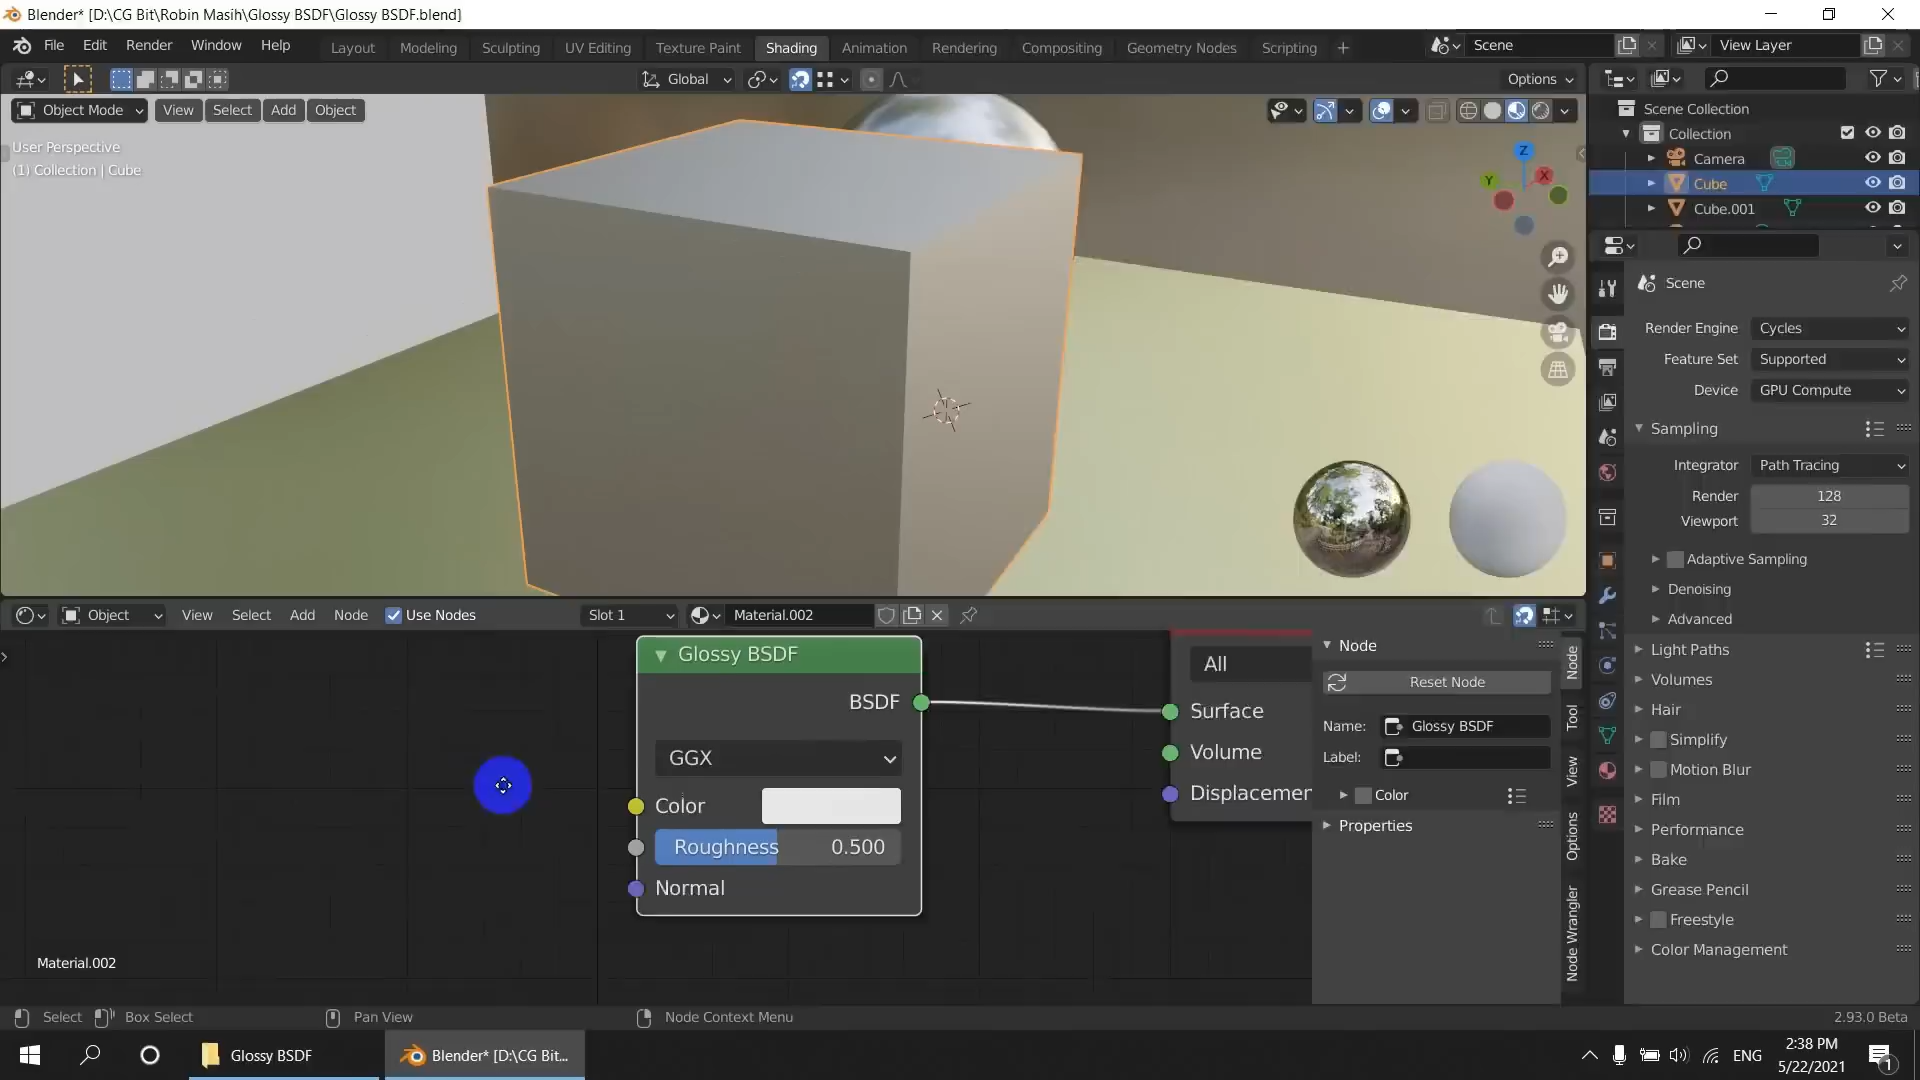 Blender* [D:\CG Bit\Robin Masih\Glossy BSDF\Glossy BSDF.blend]
File Edit Render Window Help Layout Modeling Sculpting UV Editing Texture Paint Shading Animation Rendering Compositing Geometry Nodes Scripting + Scene View Layer
Global Options
Object Mode View Select Add Object
User Perspective
(1) Collection | Cube
Z
Y
X
Scene Collection
Collection
Camera
Cube
Cube.001
Scene
Render Engine Cycles
Feature Set Supported
Device GPU Compute
Sampling
Integrator Path Tracing
Render 128
Viewport 32
Adaptive Sampling
Denoising
Advanced
Light Paths
Volumes
Hair
Simplify
Motion Blur
Film
Performance
Bake
Grease Pencil
Freestyle
Color Management
Object View Select Add Node Use Nodes Slot 1 Material.002
Glossy BSDF
BSDF
GGX
Color
Roughness 0.500
Normal
All
Surface
Volume
Displacemen
Node
Reset Node
Name: Glossy BSDF
Label:
Color
Properties
Node
Tool
View
Options
Node Wrangler
Material.002
Select Box Select Pan View Node Context Menu 2.93.0 Beta
Glossy BSDF Blender* [D:\CG Bit... ENG
2:38 PM
5/22/2021
1